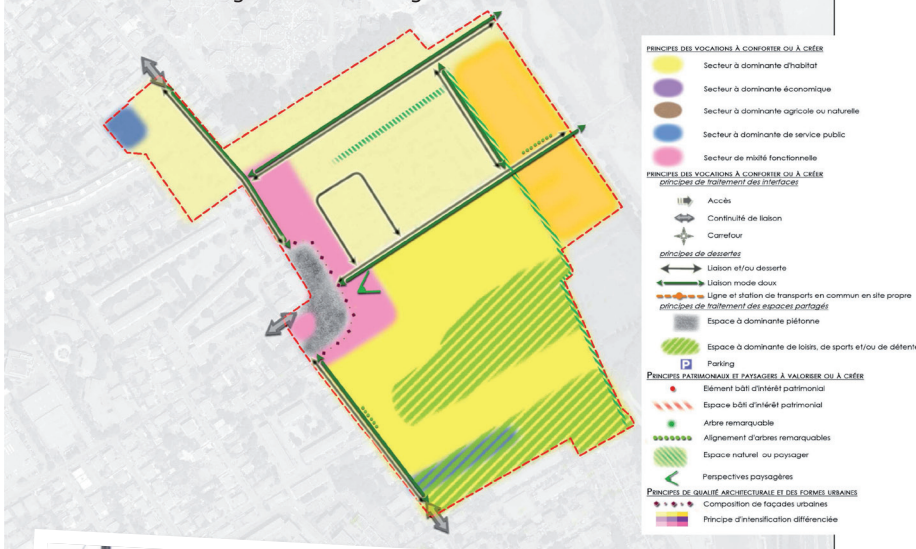 PRINCIPES DES VOCATIONS À CONFORTER OU À CRÉER
Secteur à dominante d'habitat
Secteur à dominante économique
Secteur à dominante agricole ou naturelle
Secteur à dominante de service public
Secteur de mixité fonctionnelle
PRINCIPES DES VOCATIONS À CONFORTER OU À CRÉER
principes de traitement des interfaces
Accès
Continuité de liaison
Carrefour
principes de dessertes
Liaison et/ou desserte
Liaison mode doux
Ligne et station de transports en commun en site propre
principes de traitement des espaces partagés
Espace à dominante piétonne
Espace à dominante de loisirs, de sports et/ou de détente
P Parking
PRINCIPES PATRIMONIAUX ET PAYSAGERS À VALORISER OU À CRÉER
Elément bâti d'intérêt patrimonial
Espace bâti d'intérêt patrimonial
Arbre remarquable
Alignement d'arbres remarquables
Espace naturel ou paysager
Perspectives paysagères
PRINCIPES DE QUALITÉ ARCHITECTURALE ET DES FORMES URBAINES
Composition de façades urbaines
Principe d'intensification différenciée